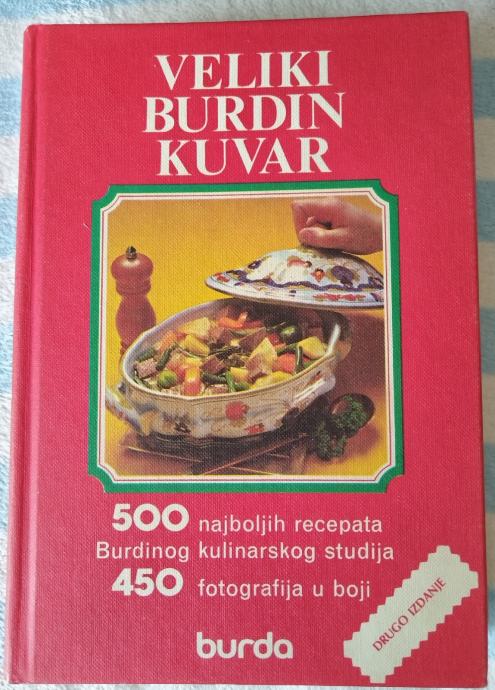 VELIKI
BURDIN
KUVAR
500 najboljih recepata
Burdinog kulinarskog studija
450 fotografija u boji
DRUGO IZDANJE
burda